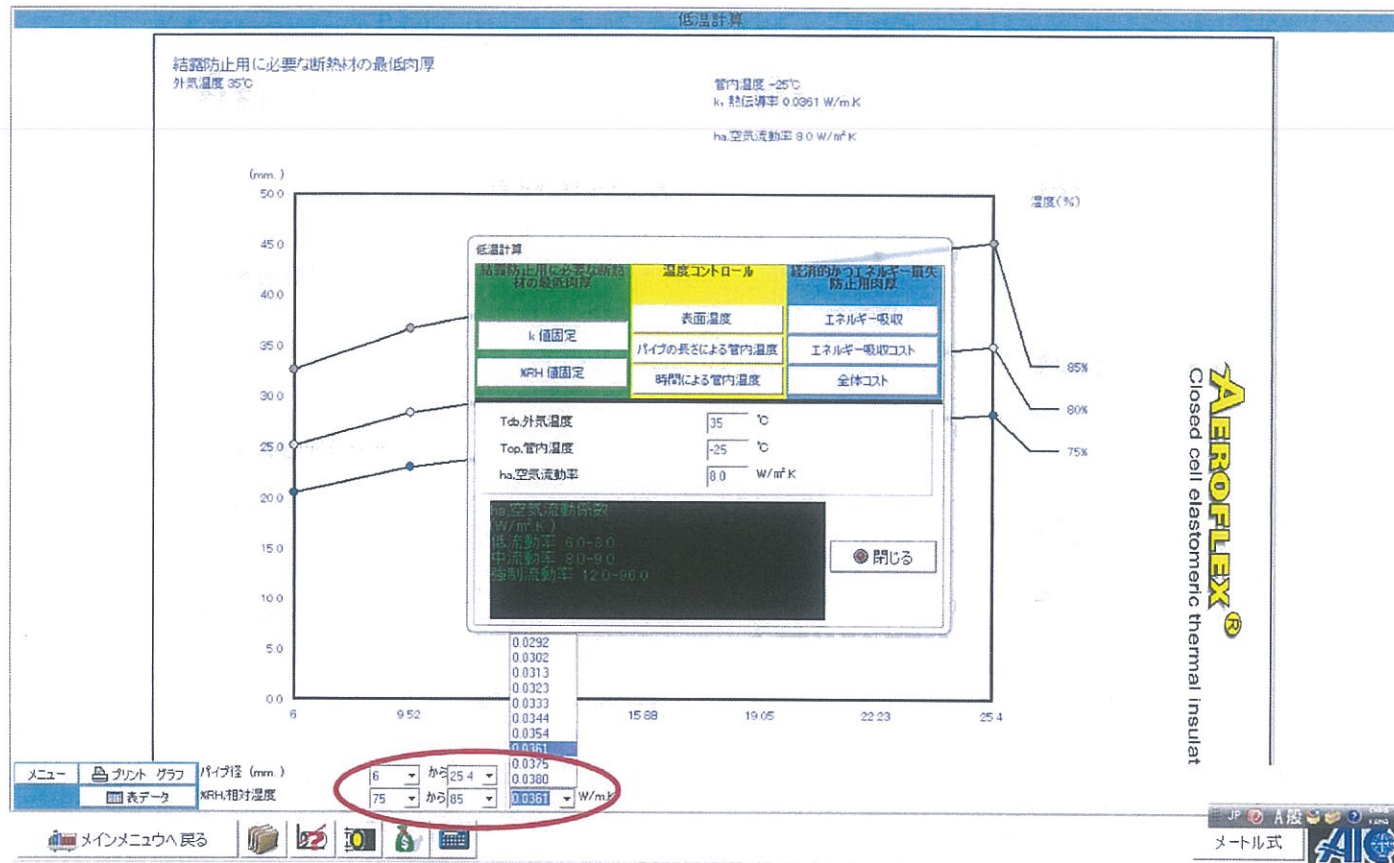 低温計算
結露防止用に必要な断熱材の最低肉厚
外気温度 35℃
管内温度 -25℃
k, 熱伝導率 0.0361 W/m.K
ha.空気流動率 8.0 W/m² K
(mm.)
湿度(%)
50.0
45.0
40.0
35.0
30.0
25.0
20.0
15.0
10.0
5.0
0.0
6
9.52
15.88
19.05
22.23
25.4
85%
80%
75%
低温計算
結露防止用に必要な断熱材の最低肉厚
k 値固定
%RH 値固定
温度コントロール
表面温度
パイプの長さによる管内温度
時間による管内温度
経済的かつエネルギー損失防止用肉厚
エネルギー吸収
エネルギー吸収コスト
全体コスト
Tdb.外気温度 35 ℃
Top.管内温度 -25 ℃
ha.空気流動率 8.0 W/m² K
ha.空気流動係数
(W/m².K)
低流動率 6.0-8.0
中流動率 8.0-9.0
強制流動率 12.0-96.0
閉じる
0.0292
0.0302
0.0313
0.0323
0.0333
0.0344
0.0354
0.0361
0.0375
0.0380
AEROFLEX®
Closed cell elastomeric thermal insulat
メニュー
プリント グラフ
表データ
パイプ径 (mm.) 6 から 25.4
%RH,相対湿度 75 から 85 0.0361 W/m.K
メインメニュウへ戻る
JP A 般
メートル式